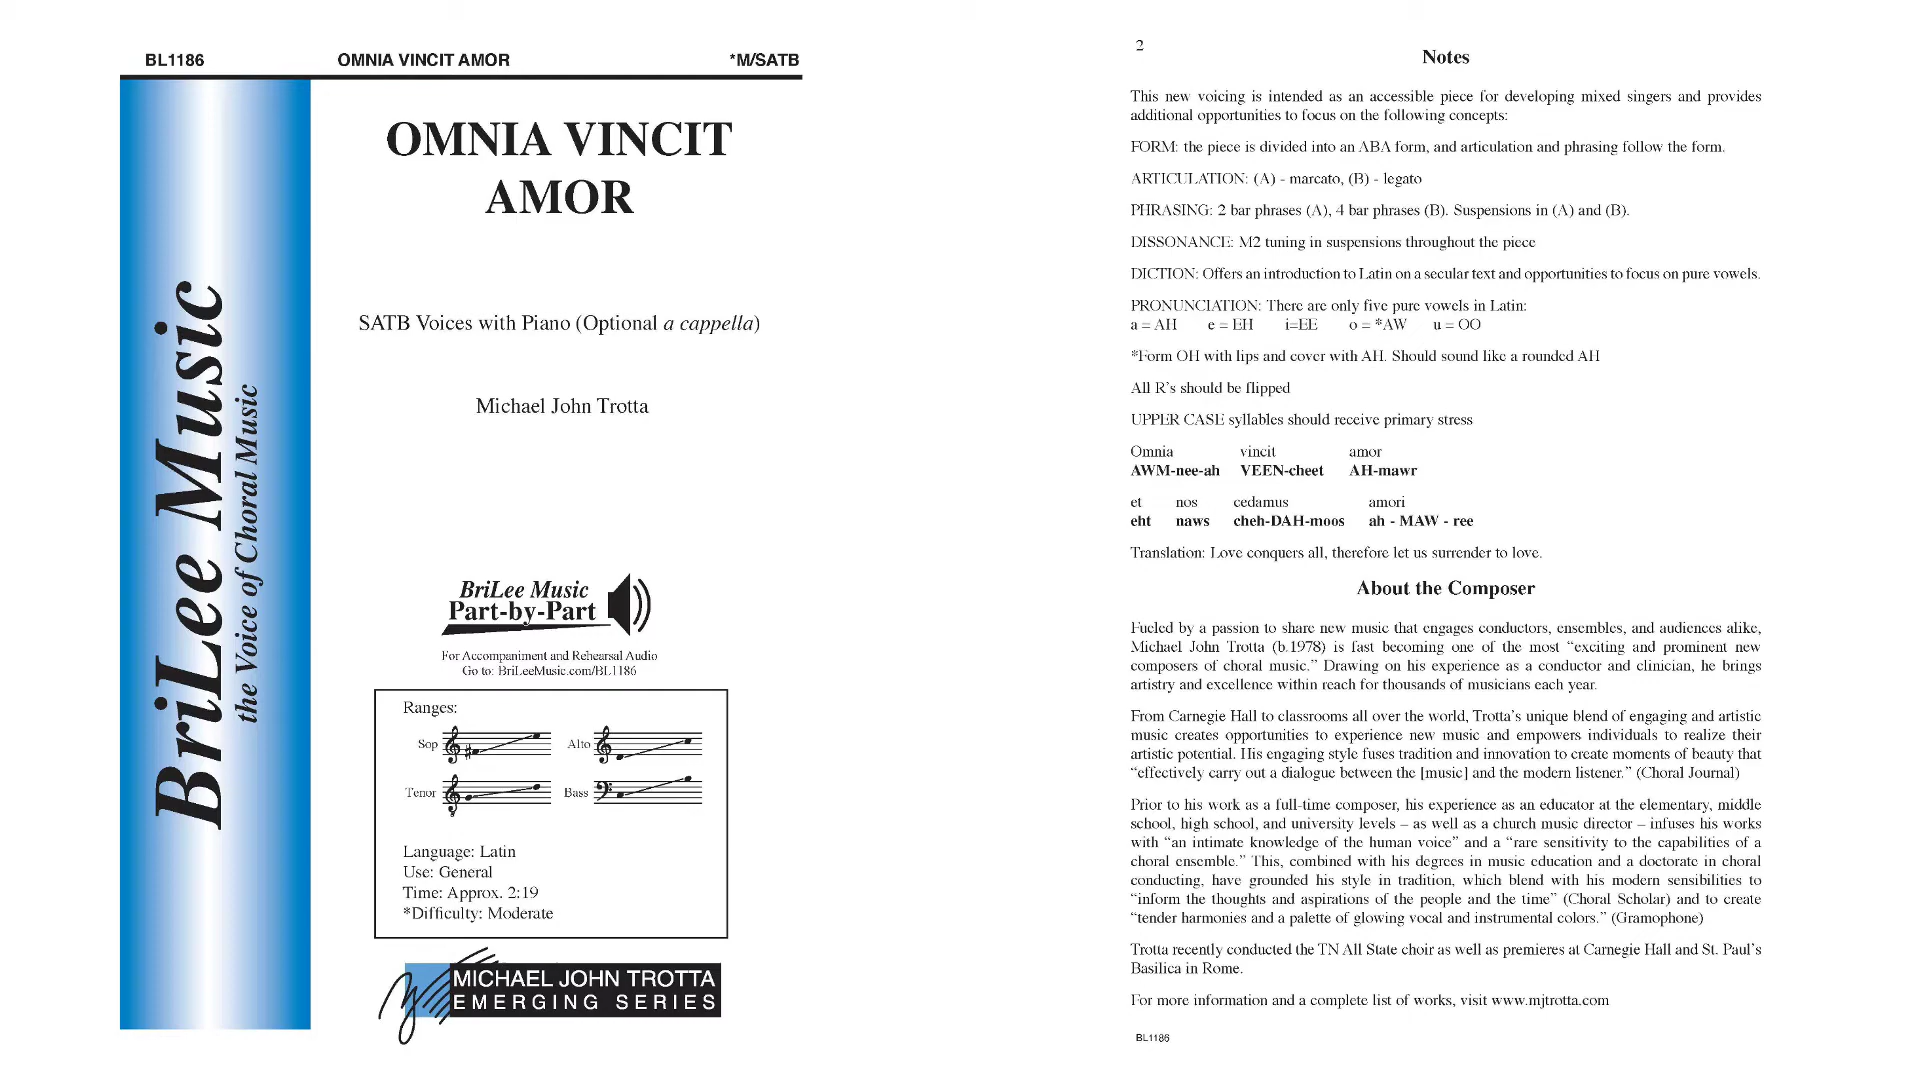 BL1186 OMNIA VINCIT AMOR *M/SATB
BriLee Music
the Voice of Choral Music
OMNIA VINCIT
AMOR
SATB Voices with Piano (Optional a cappella)
Michael John Trotta
BriLee Music
Part-by-Part
For Accompaniment and Rehearsal Audio
Go to: BriLeeMusic.com/BL1186
Ranges:
Sop Alto
Tenor Bass
Language: Latin
Use: General
Time: Approx. 2:19
*Difficulty: Moderate
MICHAEL JOHN TROTTA
EMERGING SERIES
2
Notes
This new voicing is intended as an accessible piece for developing mixed singers and provides
additional opportunities to focus on the following concepts:
FORM: the piece is divided into an ABA form, and articulation and phrasing follow the form.
ARTICULATION: (A) - marcato, (B) - legato
PHRASING: 2 bar phrases (A), 4 bar phrases (B). Suspensions in (A) and (B).
DISSONANCE: M2 tuning in suspensions throughout the piece
DICTION: Offers an introduction to Latin on a secular text and opportunities to focus on pure vowels.
PRONUNCIATION: There are only five pure vowels in Latin:
a = AH e = EH i=EE o = *AW u = OO
*Form OH with lips and cover with AH. Should sound like a rounded AH
All R's should be flipped
UPPER CASE syllables should receive primary stress
Omnia vincit amor
AWM-nee-ah VEEN-cheet AH-mawr
et nos cedamus amori
eht naws cheh-DAH-moos ah - MAW - ree
Translation: Love conquers all, therefore let us surrender to love.
About the Composer
Fueled by a passion to share new music that engages conductors, ensembles, and audiences alike,
Michael John Trotta (b.1978) is fast becoming one of the most “exciting and prominent new
composers of choral music.” Drawing on his experience as a conductor and clinician, he brings
artistry and excellence within reach for thousands of musicians each year.
From Carnegie Hall to classrooms all over the world, Trotta's unique blend of engaging and artistic
music creates opportunities to experience new music and empowers individuals to realize their
artistic potential. His engaging style fuses tradition and innovation to create moments of beauty that
“effectively carry out a dialogue between the [music] and the modern listener.” (Choral Journal)
Prior to his work as a full-time composer, his experience as an educator at the elementary, middle
school, high school, and university levels – as well as a church music director – infuses his works
with “an intimate knowledge of the human voice” and a “rare sensitivity to the capabilities of a
choral ensemble.” This, combined with his degrees in music education and a doctorate in choral
conducting, have grounded his style in tradition, which blend with his modern sensibilities to
“inform the thoughts and aspirations of the people and the time” (Choral Scholar) and to create
“tender harmonies and a palette of glowing vocal and instrumental colors.” (Gramophone)
Trotta recently conducted the TN All State choir as well as premieres at Carnegie Hall and St. Paul's
Basilica in Rome.
For more information and a complete list of works, visit www.mjtrotta.com
BL1186